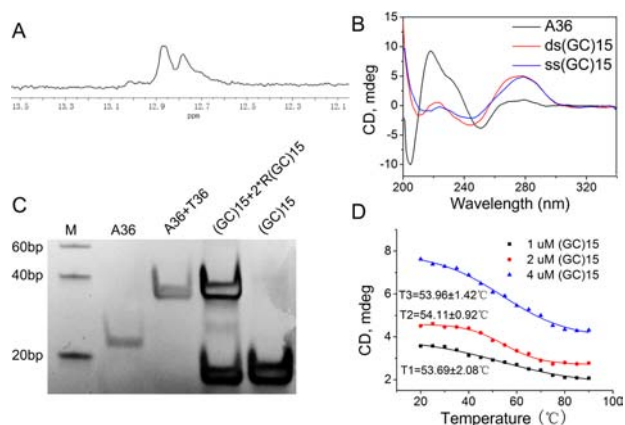 A
13.5 13.3 13.1 12.9 12.7 12.5 12.3 12.1
ppm
B
A36
ds(GC)15
ss(GC)15
CD, mdeg
15
10
5
0
-5
-10
-15
200 240 280 320
Wavelength (nm)
C
M
A36
A36+T36
(GC)15+2*R(GC)15
(GC)15
60bp
40bp
20bp
D
1 uM (GC)15
2 uM (GC)15
4 uM (GC)15
CD, mdeg
8
6
4
2
T3=53.96±1.42℃
T2=54.11±0.92℃
T1=53.69±2.08℃
0 20 40 60 80 100
Temperature (℃)